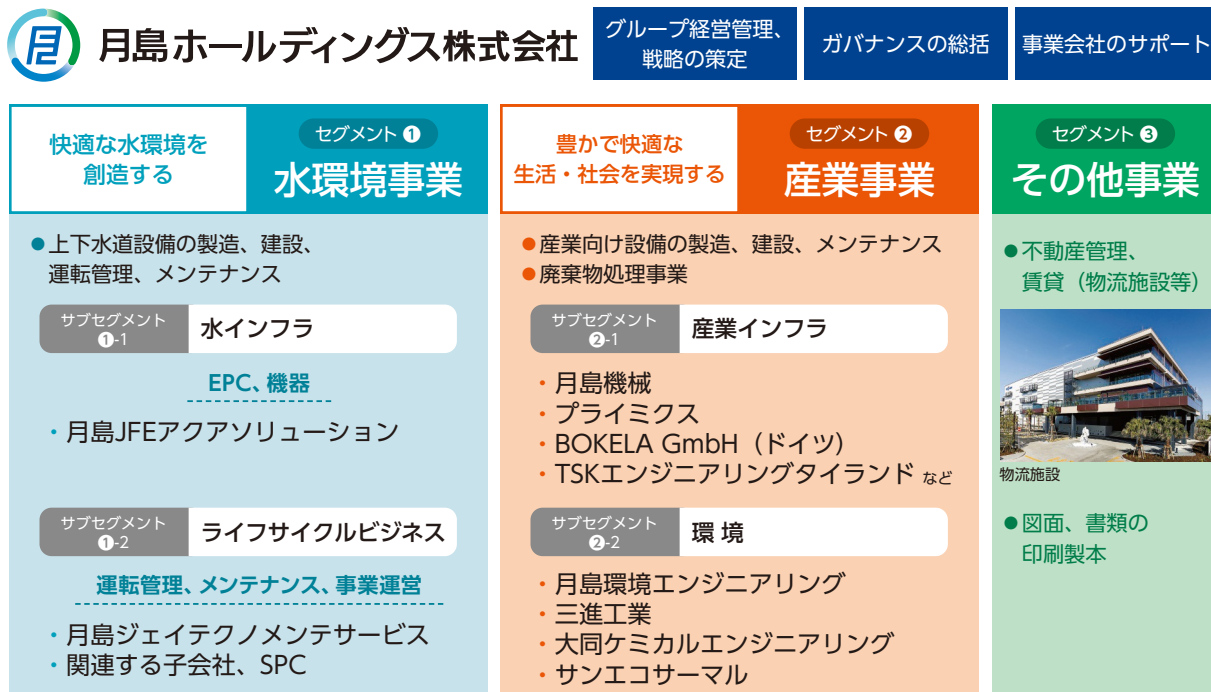 月島ホールディングス株式会社
グループ経営管理、
戦略の策定
ガバナンスの総括
事業会社のサポート
快適な水環境を
創造する
セグメント ❶
水環境事業
●上下水道設備の製造、建設、
運転管理、メンテナンス
サブセグメント
❶-1
水インフラ
EPC、機器
・月島JFEアクアソリューション
サブセグメント
❶-2
ライフサイクルビジネス
運転管理、メンテナンス、事業運営
・月島ジェイテクノメンテサービス
・関連する子会社、SPC
豊かで快適な
生活・社会を実現する
セグメント ❷
産業事業
●産業向け設備の製造、建設、メンテナンス
●廃棄物処理事業
サブセグメント
❷-1
産業インフラ
・月島機械
・プライミクス
・BOKELA GmbH（ドイツ）
・TSKエンジニアリングタイランド など
サブセグメント
❷-2
環 境
・月島環境エンジニアリング
・三進工業
・大同ケミカルエンジニアリング
・サンエコサーマル
セグメント ❸
その他事業
●不動産管理、
賃貸（物流施設等）
物流施設
●図面、書類の
印刷製本